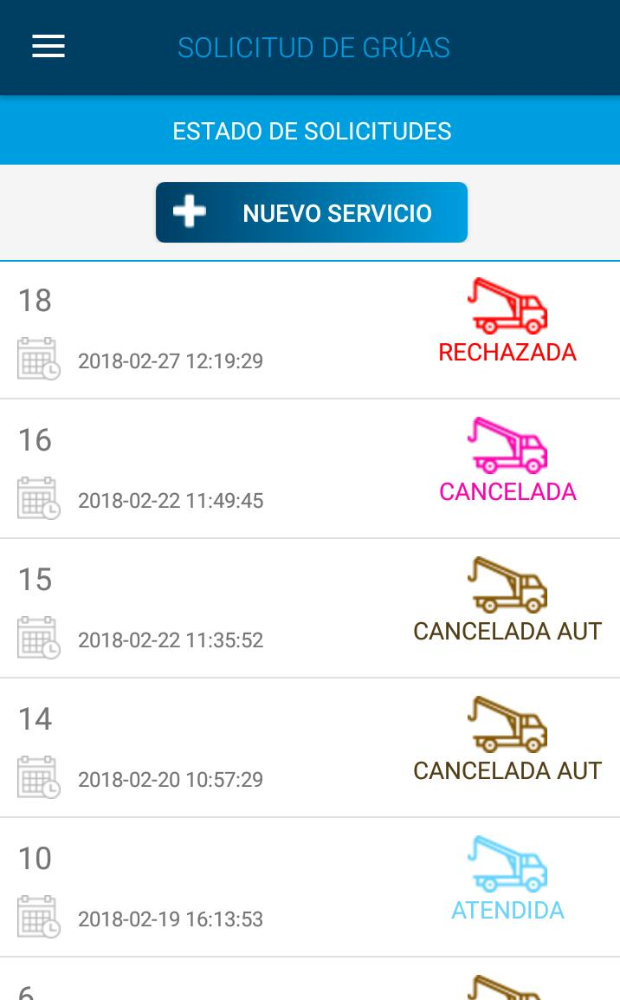 SOLICITUD DE GRÚAS
ESTADO DE SOLICITUDES
NUEVO SERVICIO
18
2018-02-27 12:19:29
RECHAZADA
16
2018-02-22 11:49:45
CANCELADA
15
2018-02-22 11:35:52
CANCELADA AUT
14
2018-02-20 10:57:29
CANCELADA AUT
10
2018-02-19 16:13:53
ATENDIDA
6